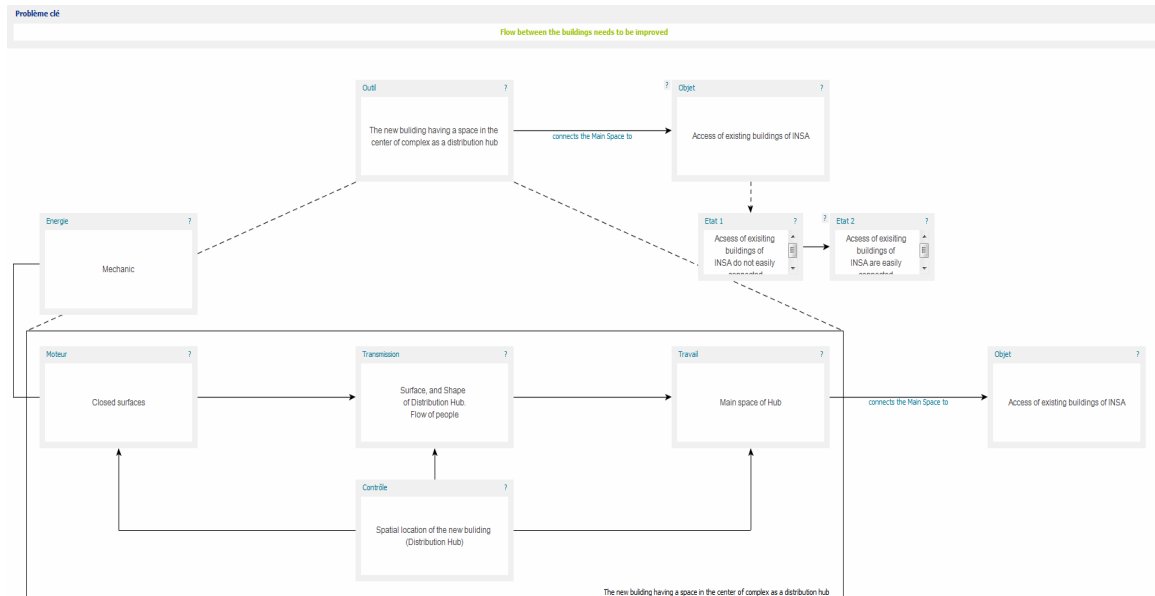 Problème clé
Flow between the buildings needs to be improved
Outil ?
The new buliding having a space in the
center of complex as a distribution hub
connects the Main Space to
? Objet ?
Access of existing buildings of INSA
Energie ?
Mechanic
Etat 1 ?
Acsess of exisiting
buildings of
INSA do not easily
connected
? Etat 2 ?
Acsess of exisiting
buildings of
INSA are easily
connected
Moteur ?
Closed surfaces
Transmission ?
Surface, and Shape
of Distribution Hub.
Flow of people
Travail ?
Main space of Hub
connects the Main Space to
Objet ?
Access of existing buildings of INSA
Contrôle ?
Spatial location of the new building
(Distribution Hub)
The new buliding having a space in the center of complex as a distribution hub